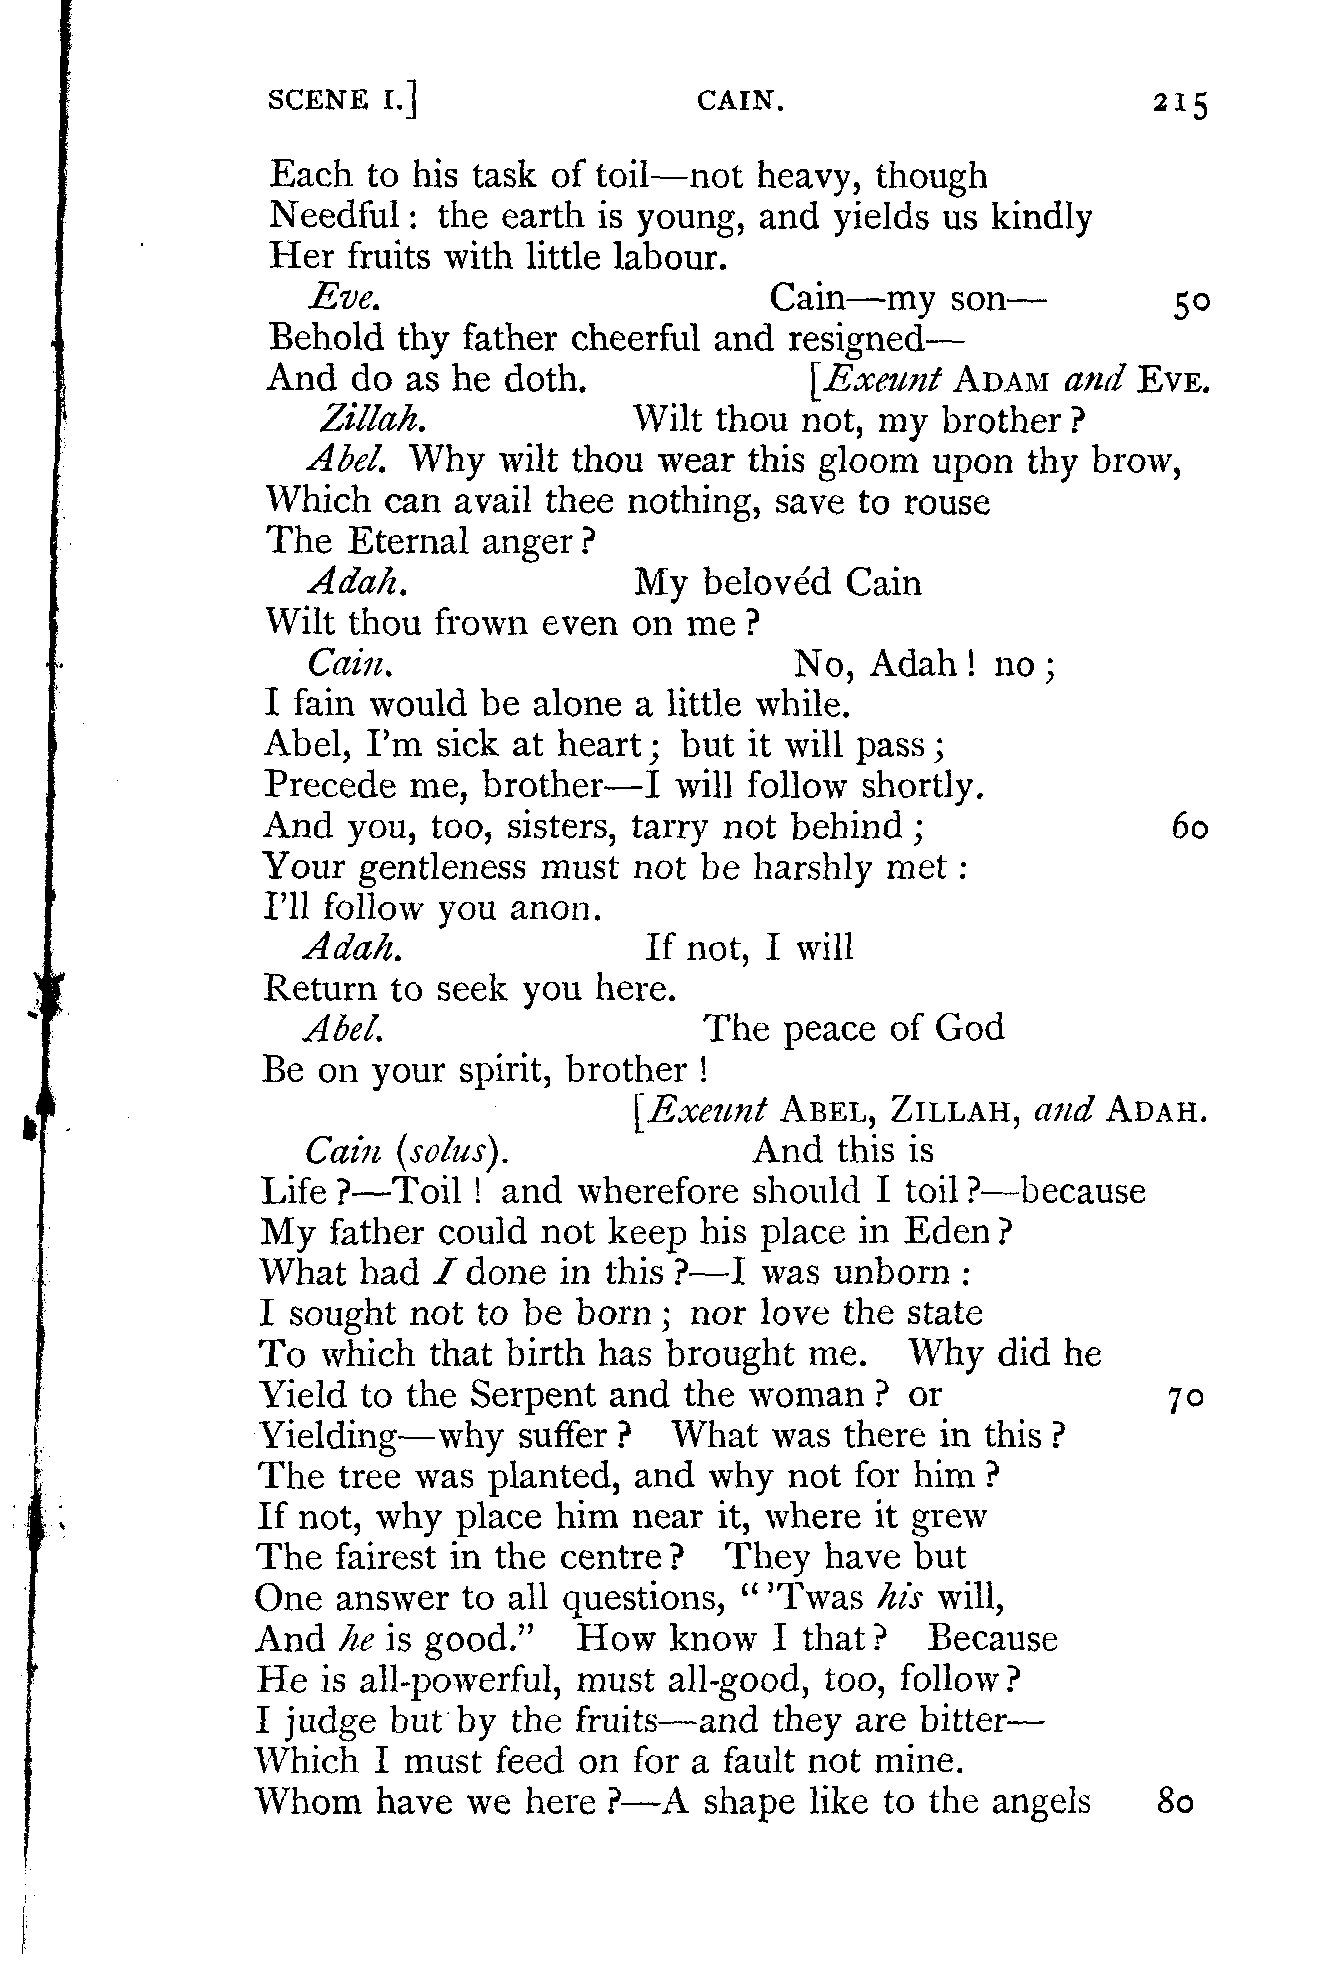 SCENE I.] CAIN. 215
Each to his task of toil—not heavy, though
Needful: the earth is young, and yields us kindly
Her fruits with little labour.
Eve. Cain—my son— 50
Behold thy father cheerful and resigned—
And do as he doth. [Exeunt ADAM and EVE.
Zillah. Wilt thou not, my brother?
Abel. Why wilt thou wear this gloom upon thy brow,
Which can avail thee nothing, save to rouse
The Eternal anger?
Adah. My belovéd Cain
Wilt thou frown even on me?
Cain. No, Adah! no;
I fain would be alone a little while.
Abel, I'm sick at heart; but it will pass;
Precede me, brother—I will follow shortly.
And you, too, sisters, tarry not behind; 60
Your gentleness must not be harshly met:
I'll follow you anon.
Adah. If not, I will
Return to seek you here.
Abel. The peace of God
Be on your spirit, brother!
[Exeunt ABEL, ZILLAH, and ADAH.
Cain (solus). And this is
Life?—Toil! and wherefore should I toil?—because
My father could not keep his place in Eden?
What had I done in this?—I was unborn:
I sought not to be born; nor love the state
To which that birth has brought me. Why did he
Yield to the Serpent and the woman? or 70
Yielding—why suffer? What was there in this?
The tree was planted, and why not for him?
If not, why place him near it, where it grew
The fairest in the centre? They have but
One answer to all questions, "'Twas his will,
And he is good." How know I that? Because
He is all-powerful, must all-good, too, follow?
I judge but by the fruits—and they are bitter—
Which I must feed on for a fault not mine.
Whom have we here?—A shape like to the angels 80